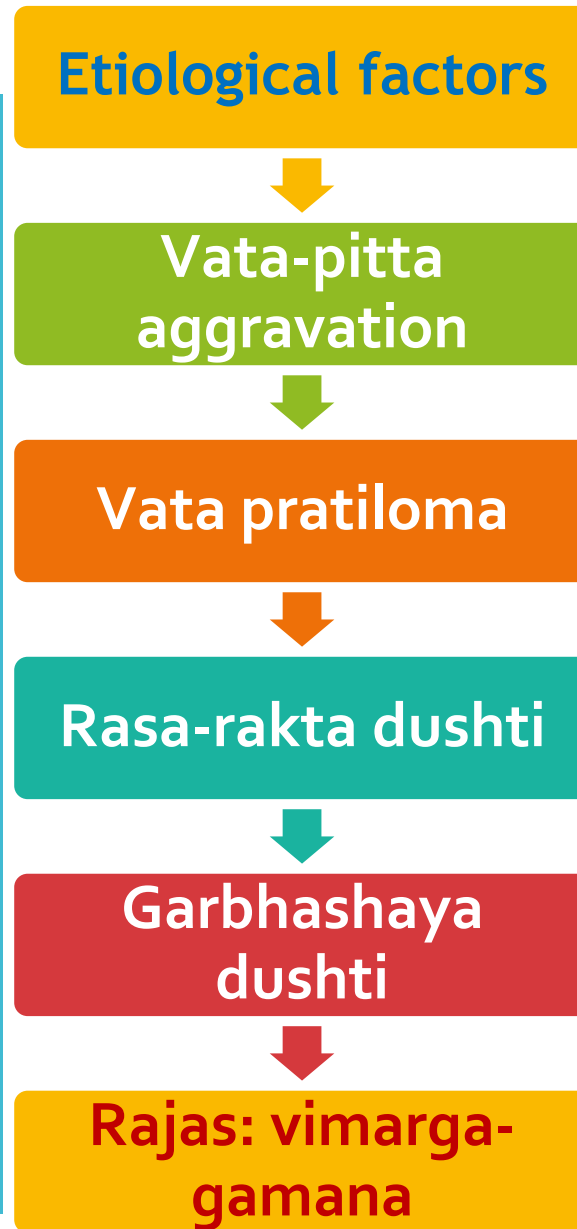 Etiological factors
Vata-pitta
aggravation
Vata pratiloma
Rasa-rakta dushti
Garbhashaya
dushti
Rajas: vimarga-
gamana